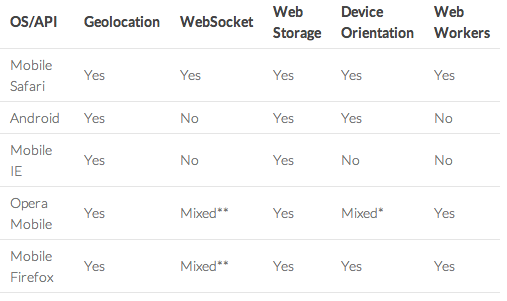 OS/API Geolocation WebSocket Web Storage Device Orientation Web Workers
Mobile Safari Yes Yes Yes Yes Yes
Android Yes No Yes Yes No
Mobile IE Yes No Yes No No
Opera Mobile Yes Mixed** Yes Mixed* Yes
Mobile Firefox Yes Mixed** Yes Yes Yes